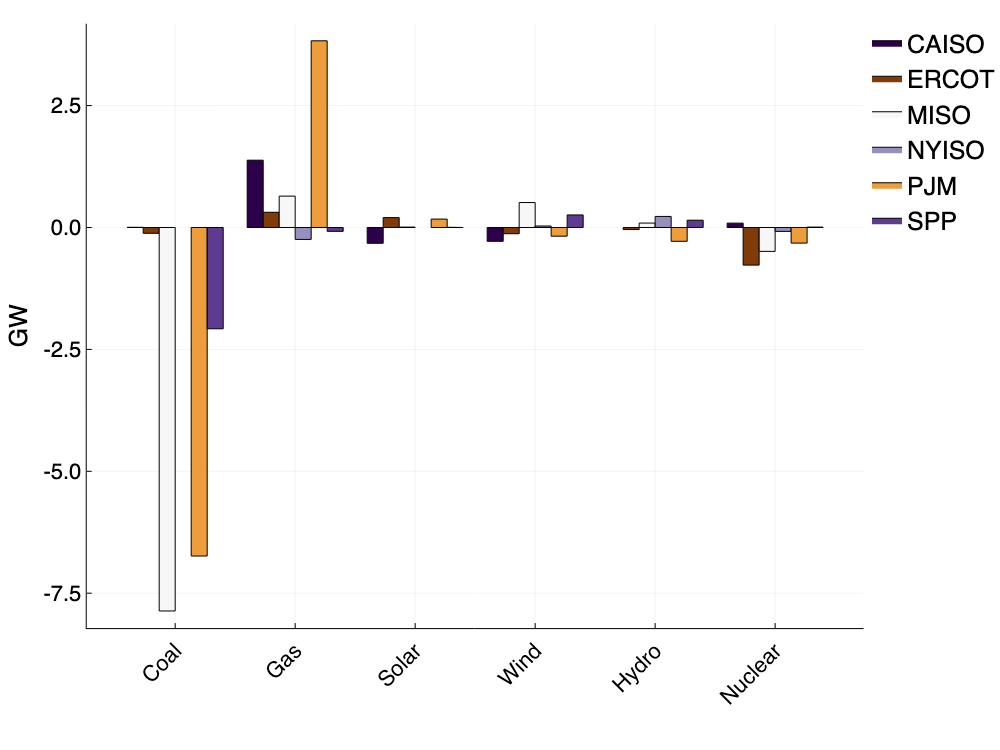 CAISO
ERCOT
MISO
NYISO
PJM
SPP
GW
2.5
0.0
-2.5
-5.0
-7.5
Coal
Gas
Solar
Wind
Hydro
Nuclear